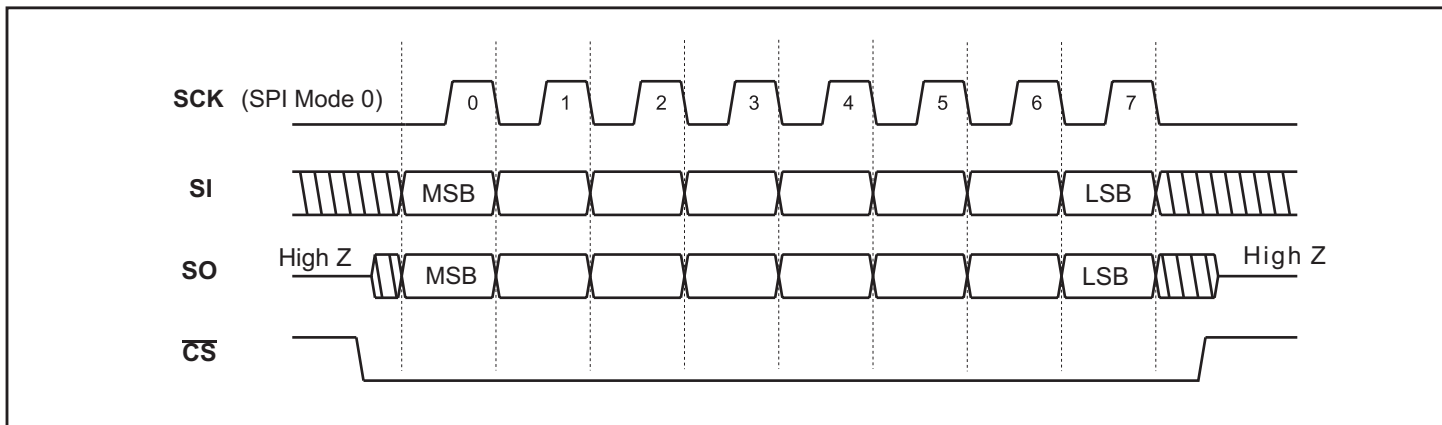 SCK (SPI Mode 0) 0 1 2 3 4 5 6 7
SI MSB LSB
SO High Z MSB LSB High Z
C̅S̅